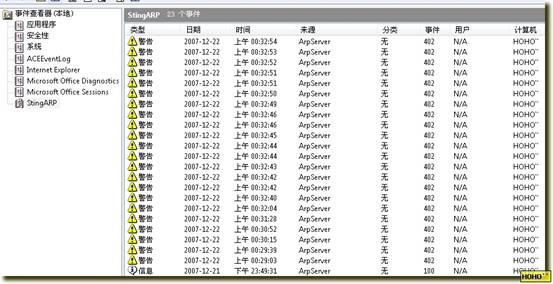 事件查看器 (本地)
应用程序
安全性
系统
ACEEventLog
Internet Explorer
Microsoft Office Diagnostics
Microsoft Office Sessions
StingARP
StingARP 23 个事件
类型 日期 时间 来源 分类 事件 用户 计算机
警告 2007-12-22 上午 00:32:54 ArpServer 无 402 N/A HOHO
警告 2007-12-22 上午 00:32:53 ArpServer 无 402 N/A HOHO
警告 2007-12-22 上午 00:32:52 ArpServer 无 402 N/A HOHO
警告 2007-12-22 上午 00:32:51 ArpServer 无 402 N/A HOHO
警告 2007-12-22 上午 00:32:51 ArpServer 无 402 N/A HOHO
警告 2007-12-22 上午 00:32:50 ArpServer 无 402 N/A HOHO
警告 2007-12-22 上午 00:32:49 ArpServer 无 402 N/A HOHO
警告 2007-12-22 上午 00:32:46 ArpServer 无 402 N/A HOHO
警告 2007-12-22 上午 00:32:46 ArpServer 无 402 N/A HOHO
警告 2007-12-22 上午 00:32:45 ArpServer 无 402 N/A HOHO
警告 2007-12-22 上午 00:32:44 ArpServer 无 402 N/A HOHO
警告 2007-12-22 上午 00:32:44 ArpServer 无 402 N/A HOHO
警告 2007-12-22 上午 00:32:43 ArpServer 无 402 N/A HOHO
警告 2007-12-22 上午 00:32:42 ArpServer 无 402 N/A HOHO
警告 2007-12-22 上午 00:32:42 ArpServer 无 402 N/A HOHO
警告 2007-12-22 上午 00:32:40 ArpServer 无 402 N/A HOHO
警告 2007-12-22 上午 00:32:04 ArpServer 无 402 N/A HOHO
警告 2007-12-22 上午 00:31:28 ArpServer 无 402 N/A HOHO
警告 2007-12-22 上午 00:30:52 ArpServer 无 402 N/A HOHO
警告 2007-12-22 上午 00:30:15 ArpServer 无 402 N/A HOHO
警告 2007-12-22 上午 00:29:39 ArpServer 无 402 N/A HOHO
警告 2007-12-22 上午 00:29:03 ArpServer 无 402 N/A HOHO
信息 2007-12-21 下午 23:49:31 ArpServer 无 100 N/A HOHO
HOHO